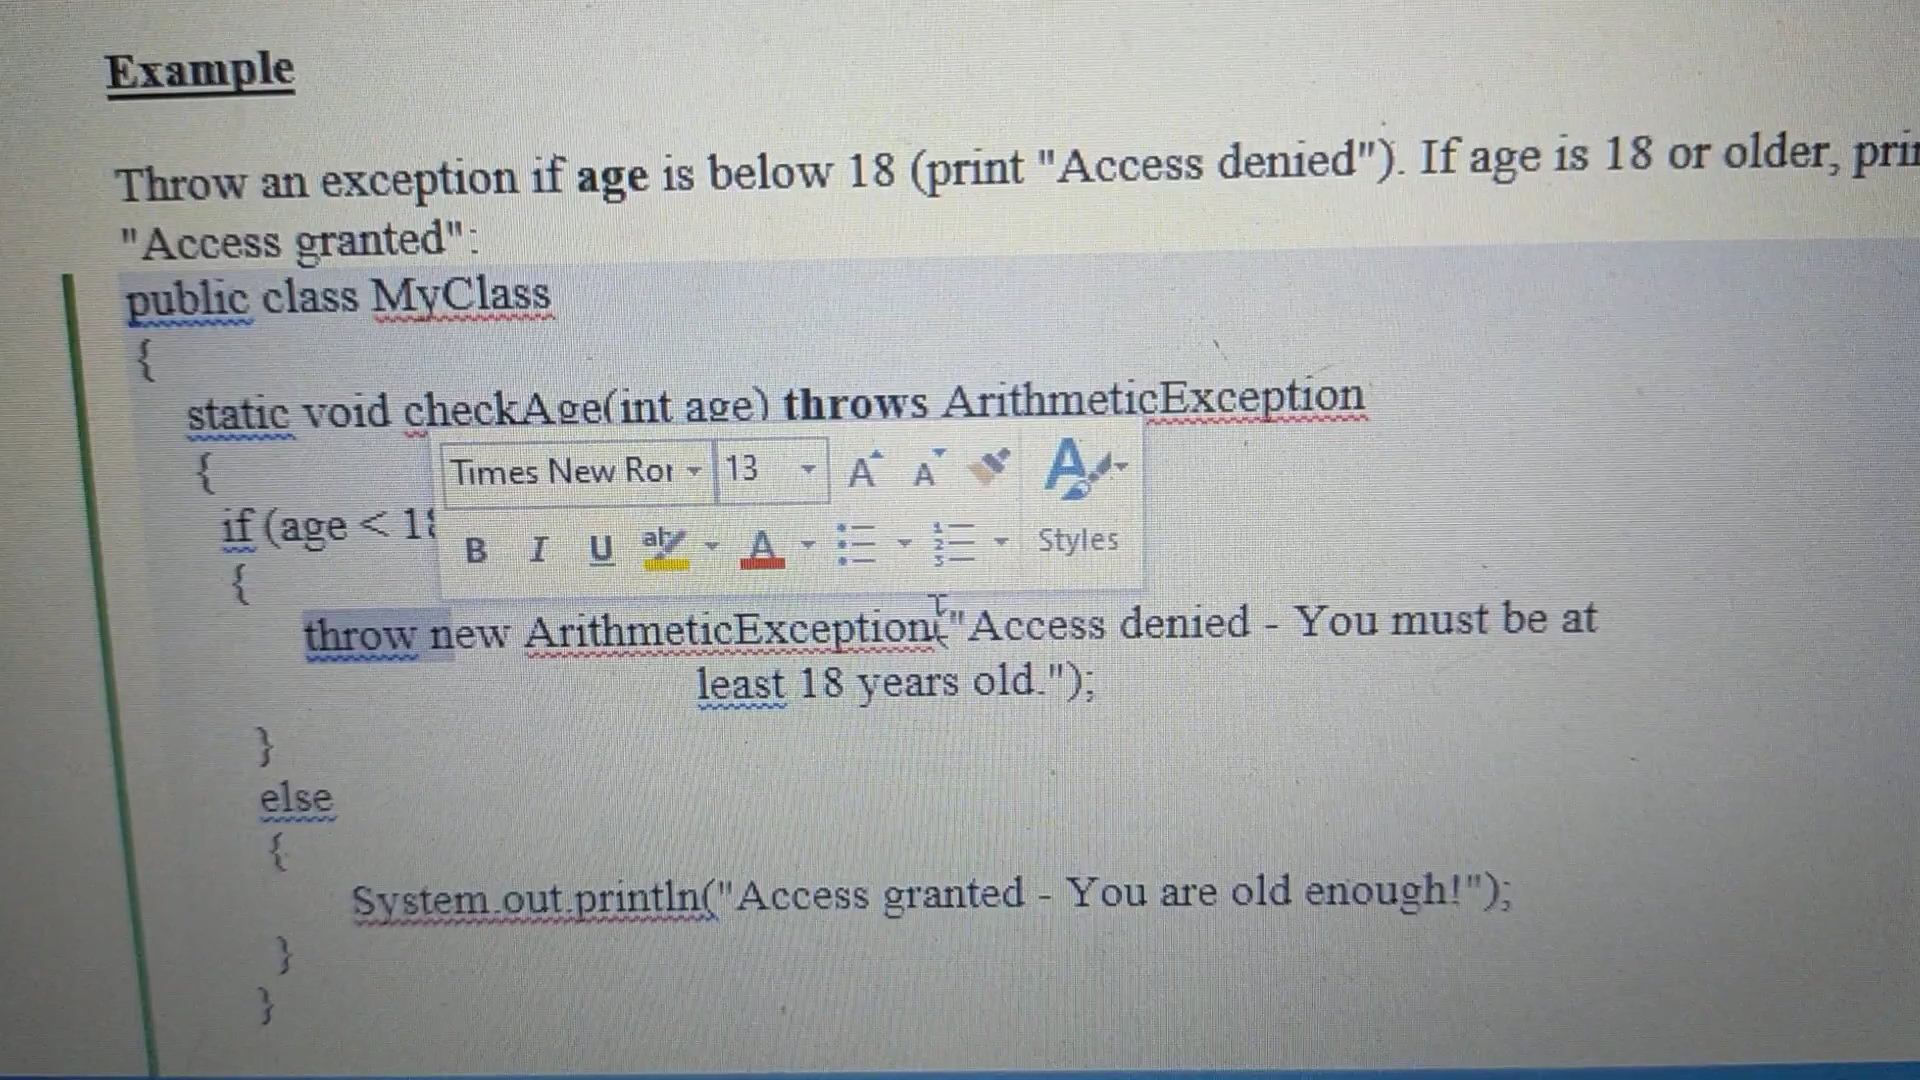 Example
Throw an exception if age is below 18 (print "Access denied"). If age is 18 or older,
"Access granted":
public class MyClass
{
static void checkAge(int age) throws ArithmeticException
{
Times New 13
if (age <
B I U Styles
{
throw new ArithmeticException("Access denied - You must be at
least 18 years old.");
}
else
{
System.out.println("Access granted - You are old enough!");
}
}